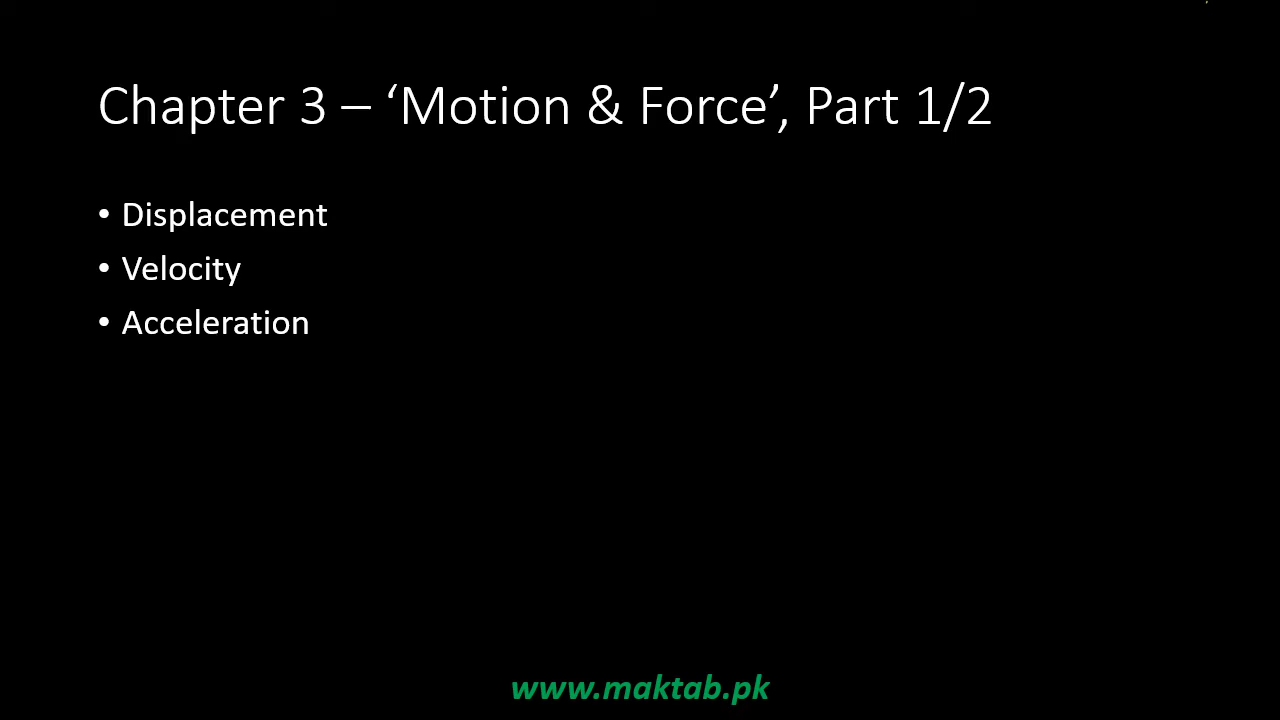 Chapter 3 – ‘Motion & Force’, Part 1/2
• Displacement
• Velocity
• Acceleration
www.maktab.pk